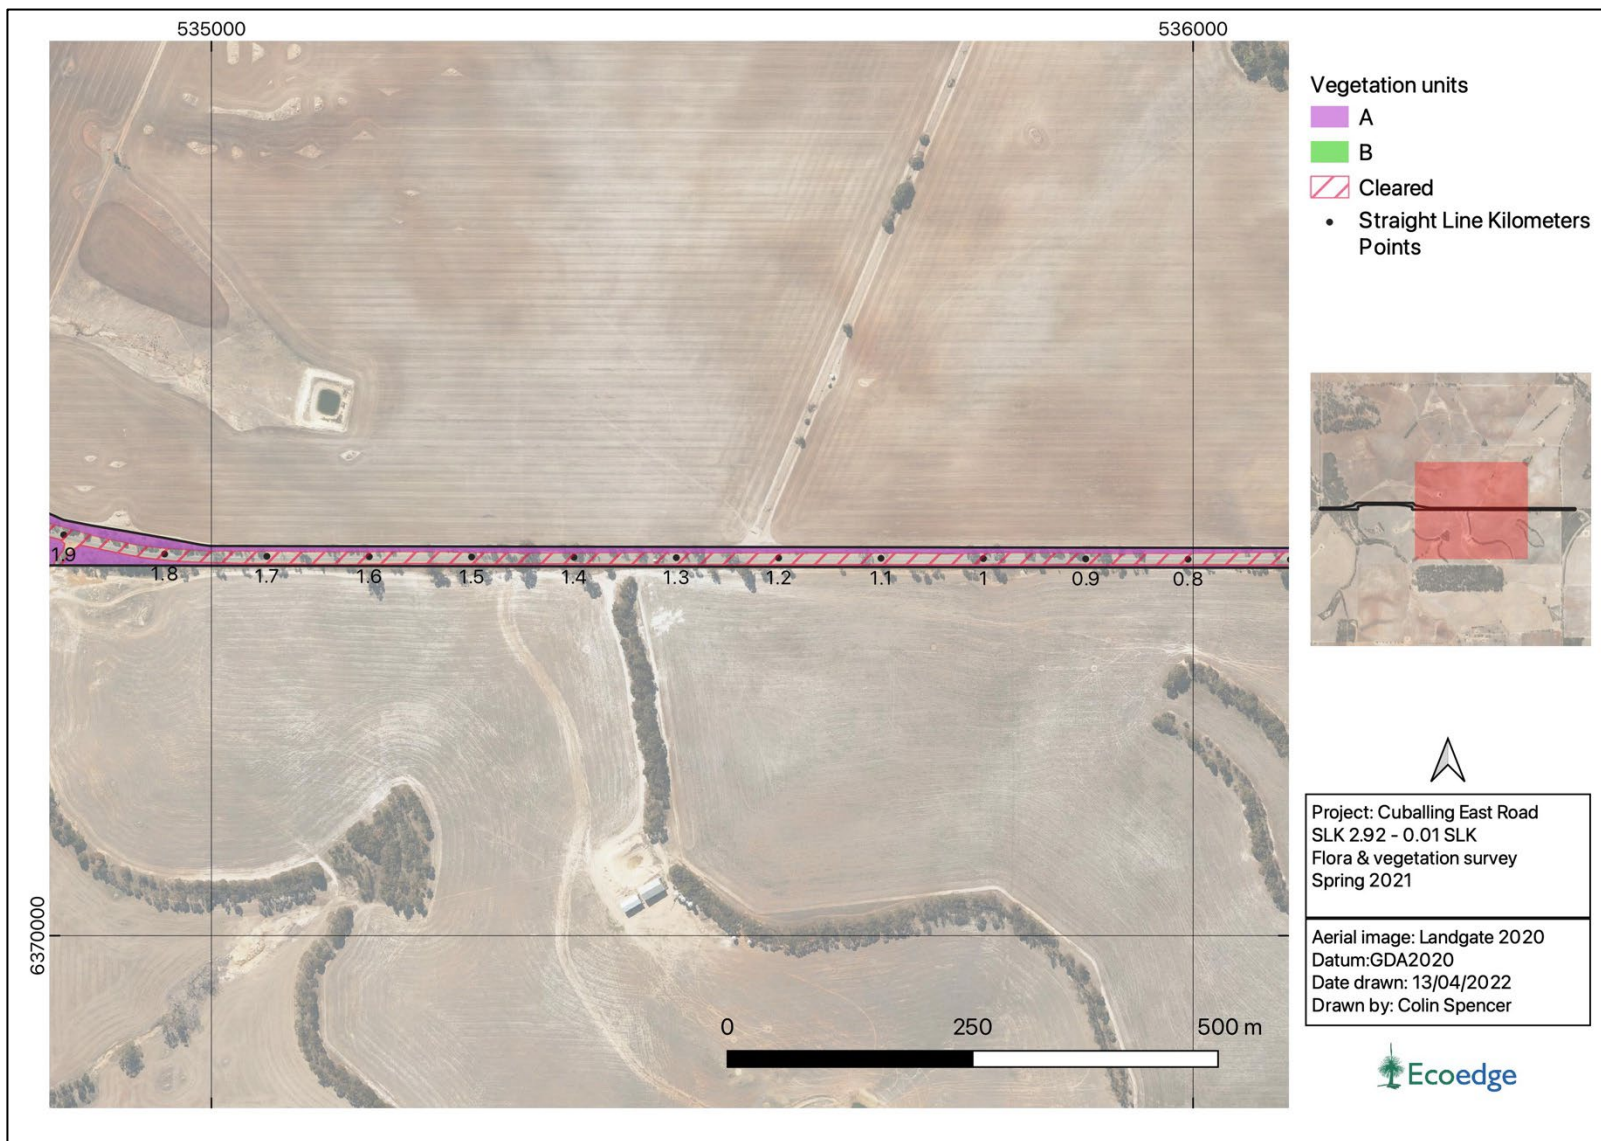 535000
536000
Vegetation units
A
B
Cleared
Straight Line Kilometers
Points
1.9
1.8
1.7
1.6
1.5
1.4
1.3
1.2
1.1
1
0.9
0.8
6370000
0
250
500 m
Project: Cuballing East Road
SLK 2.92 - 0.01 SLK
Flora & vegetation survey
Spring 2021
Aerial image: Landgate 2020
Datum:GDA2020
Date drawn: 13/04/2022
Drawn by: Colin Spencer
Ecoedge